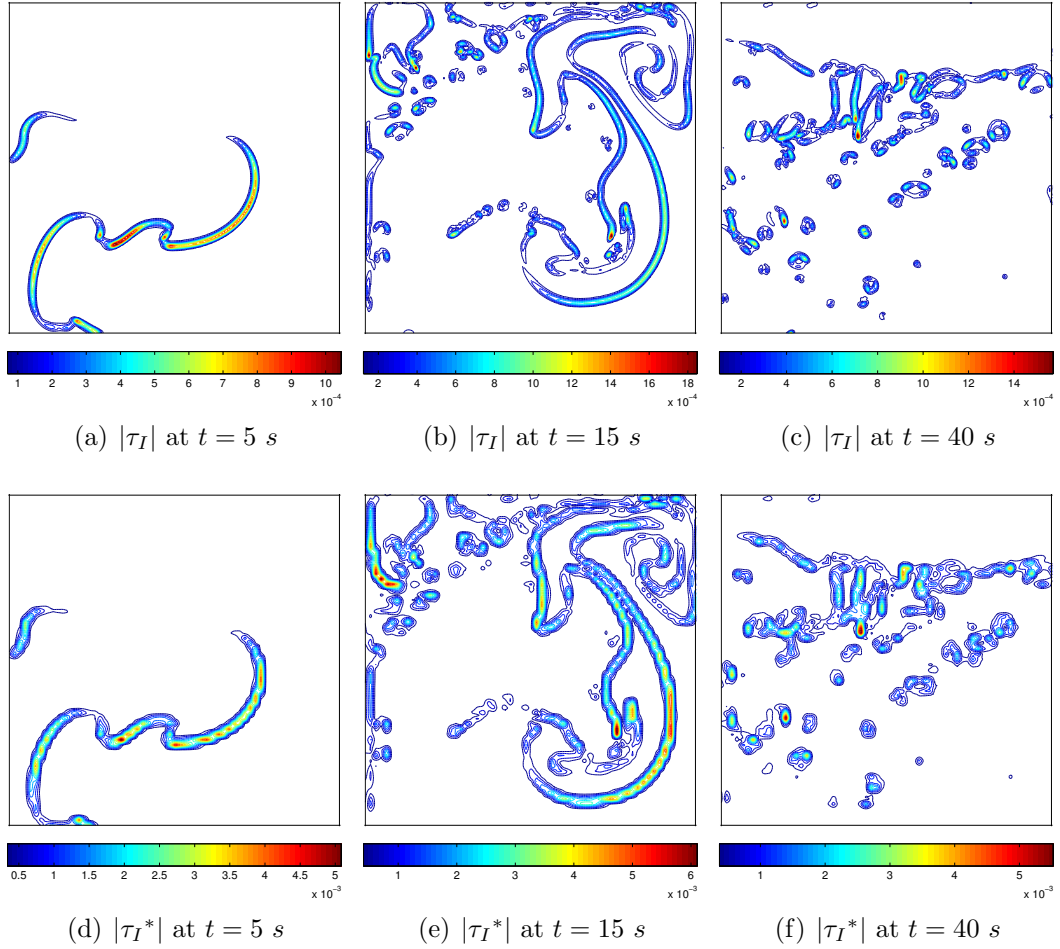 1 2 3 4 5 6 7 8 9 10
x 10⁻⁴
2 4 6 8 10 12 14 16 18
x 10⁻⁴
2 4 6 8 10 12 14
x 10⁻⁴
(a) |τ_I| at t = 5 s
(b) |τ_I| at t = 15 s
(c) |τ_I| at t = 40 s
0.5 1 1.5 2 2.5 3 3.5 4 4.5 5
x 10⁻³
1 2 3 4 5 6
x 10⁻³
1 2 3 4 5
x 10⁻³
(d) |τ_I*| at t = 5 s
(e) |τ_I*| at t = 15 s
(f) |τ_I*| at t = 40 s